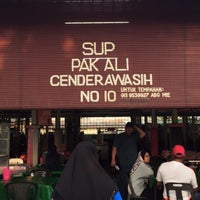 SUP
PAK ALI
CENDERAWASIH
NO 10
UNTUK TEMPAHAN: